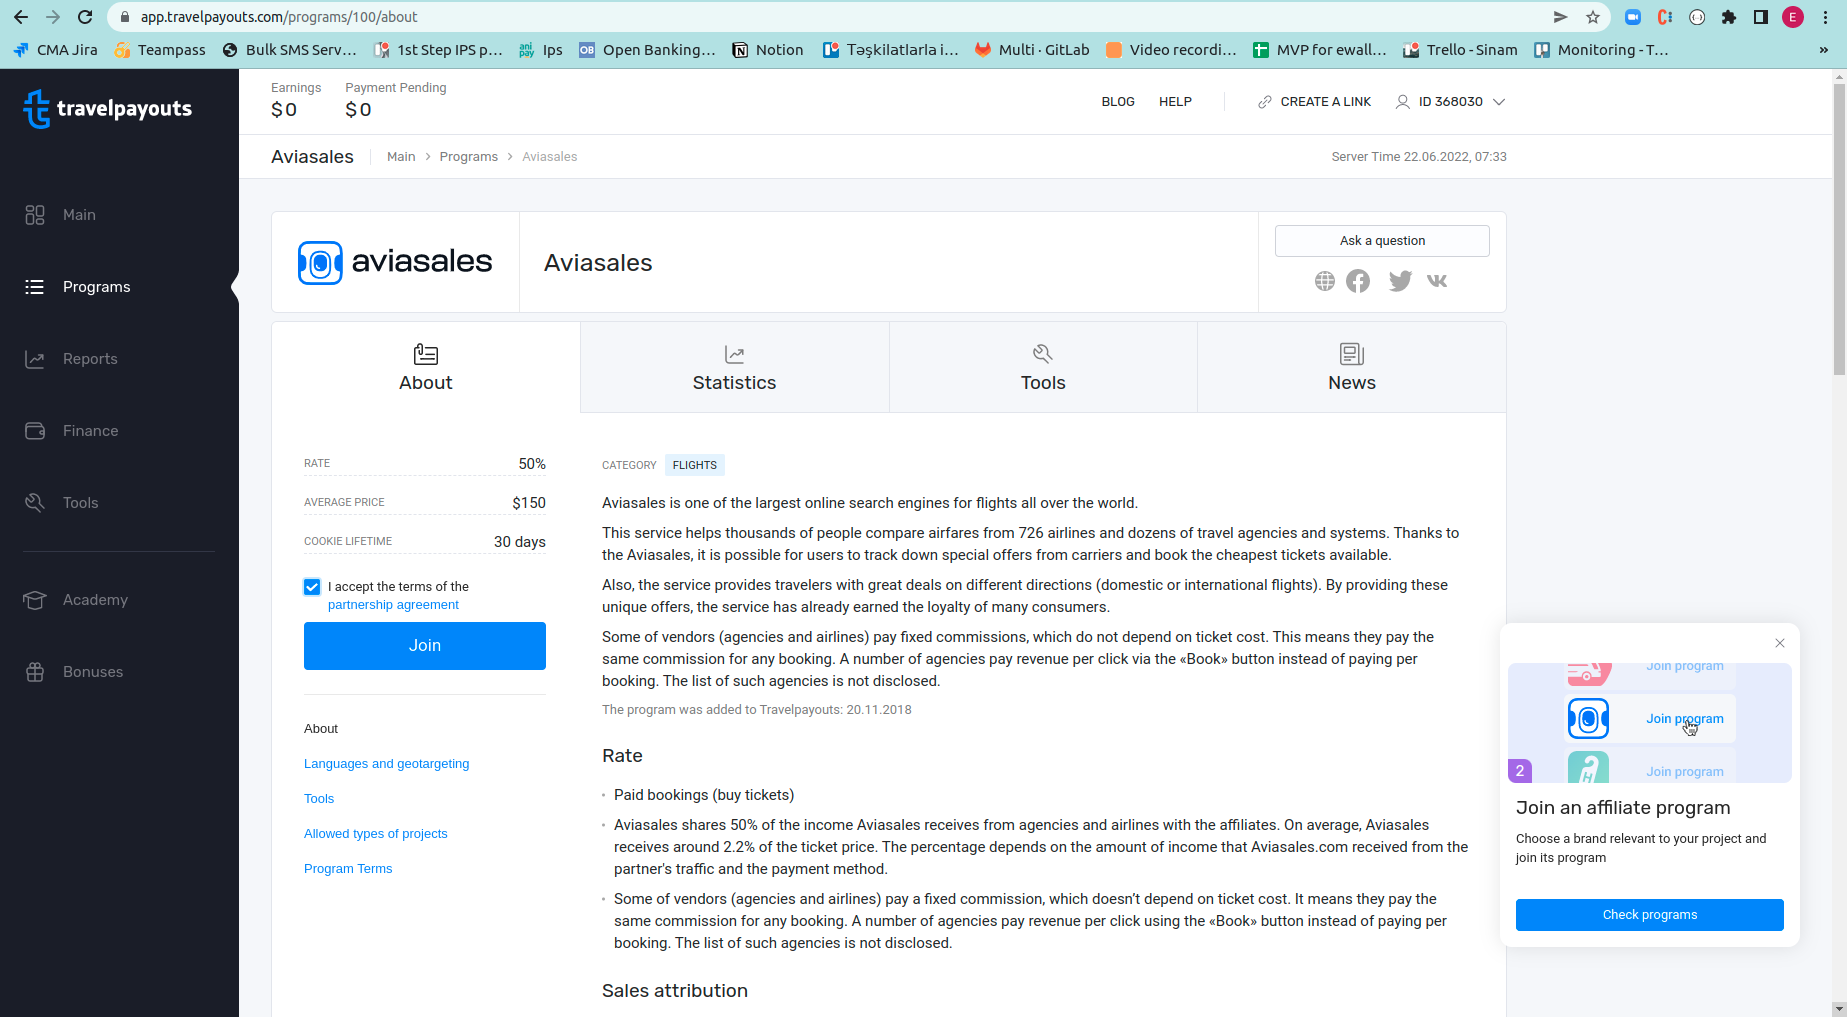 app.travelpayouts.com/programs/100/about
E
CMA Jira
Teampass
Bulk SMS Serv...
1st Step IPS p...
ani pay
Ips
OB
Open Banking...
Notion
Təşkilatlarla i...
Multi · GitLab
Video recordi...
MVP for ewall...
Trello - Sinam
Monitoring - T...
»
travelpayouts
Earnings
$0
Payment Pending
$0
BLOG
HELP
CREATE A LINK
ID 368030
Aviasales
Main > Programs > Aviasales
Server Time 22.06.2022, 07:33
Main
Programs
Reports
Finance
Tools
Academy
Bonuses
aviasales
Aviasales
Ask a question
About
Statistics
Tools
News
RATE 50%
AVERAGE PRICE $150
COOKIE LIFETIME 30 days
I accept the terms of the
partnership agreement
Join
About
Languages and geotargeting
Tools
Allowed types of projects
Program Terms
CATEGORY FLIGHTS
Aviasales is one of the largest online search engines for flights all over the world.
This service helps thousands of people compare airfares from 726 airlines and dozens of travel agencies and systems. Thanks to
the Aviasales, it is possible for users to track down special offers from carriers and book the cheapest tickets available.
Also, the service provides travelers with great deals on different directions (domestic or international flights). By providing these
unique offers, the service has already earned the loyalty of many consumers.
Some of vendors (agencies and airlines) pay fixed commissions, which do not depend on ticket cost. This means they pay the
same commission for any booking. A number of agencies pay revenue per click via the «Book» button instead of paying per
booking. The list of such agencies is not disclosed.
The program was added to Travelpayouts: 20.11.2018
Rate
· Paid bookings (buy tickets)
· Aviasales shares 50% of the income Aviasales receives from agencies and airlines with the affiliates. On average, Aviasales
receives around 2.2% of the ticket price. The percentage depends on the amount of income that Aviasales.com received from the
partner's traffic and the payment method.
· Some of vendors (agencies and airlines) pay a fixed commission, which doesn’t depend on ticket cost. It means they pay the
same commission for any booking. A number of agencies pay revenue per click using the «Book» button instead of paying per
booking. The list of such agencies is not disclosed.
Sales attribution
Join program
Join program
H
Join program
2
Join an affiliate program
Choose a brand relevant to your project and
join its program
Check programs